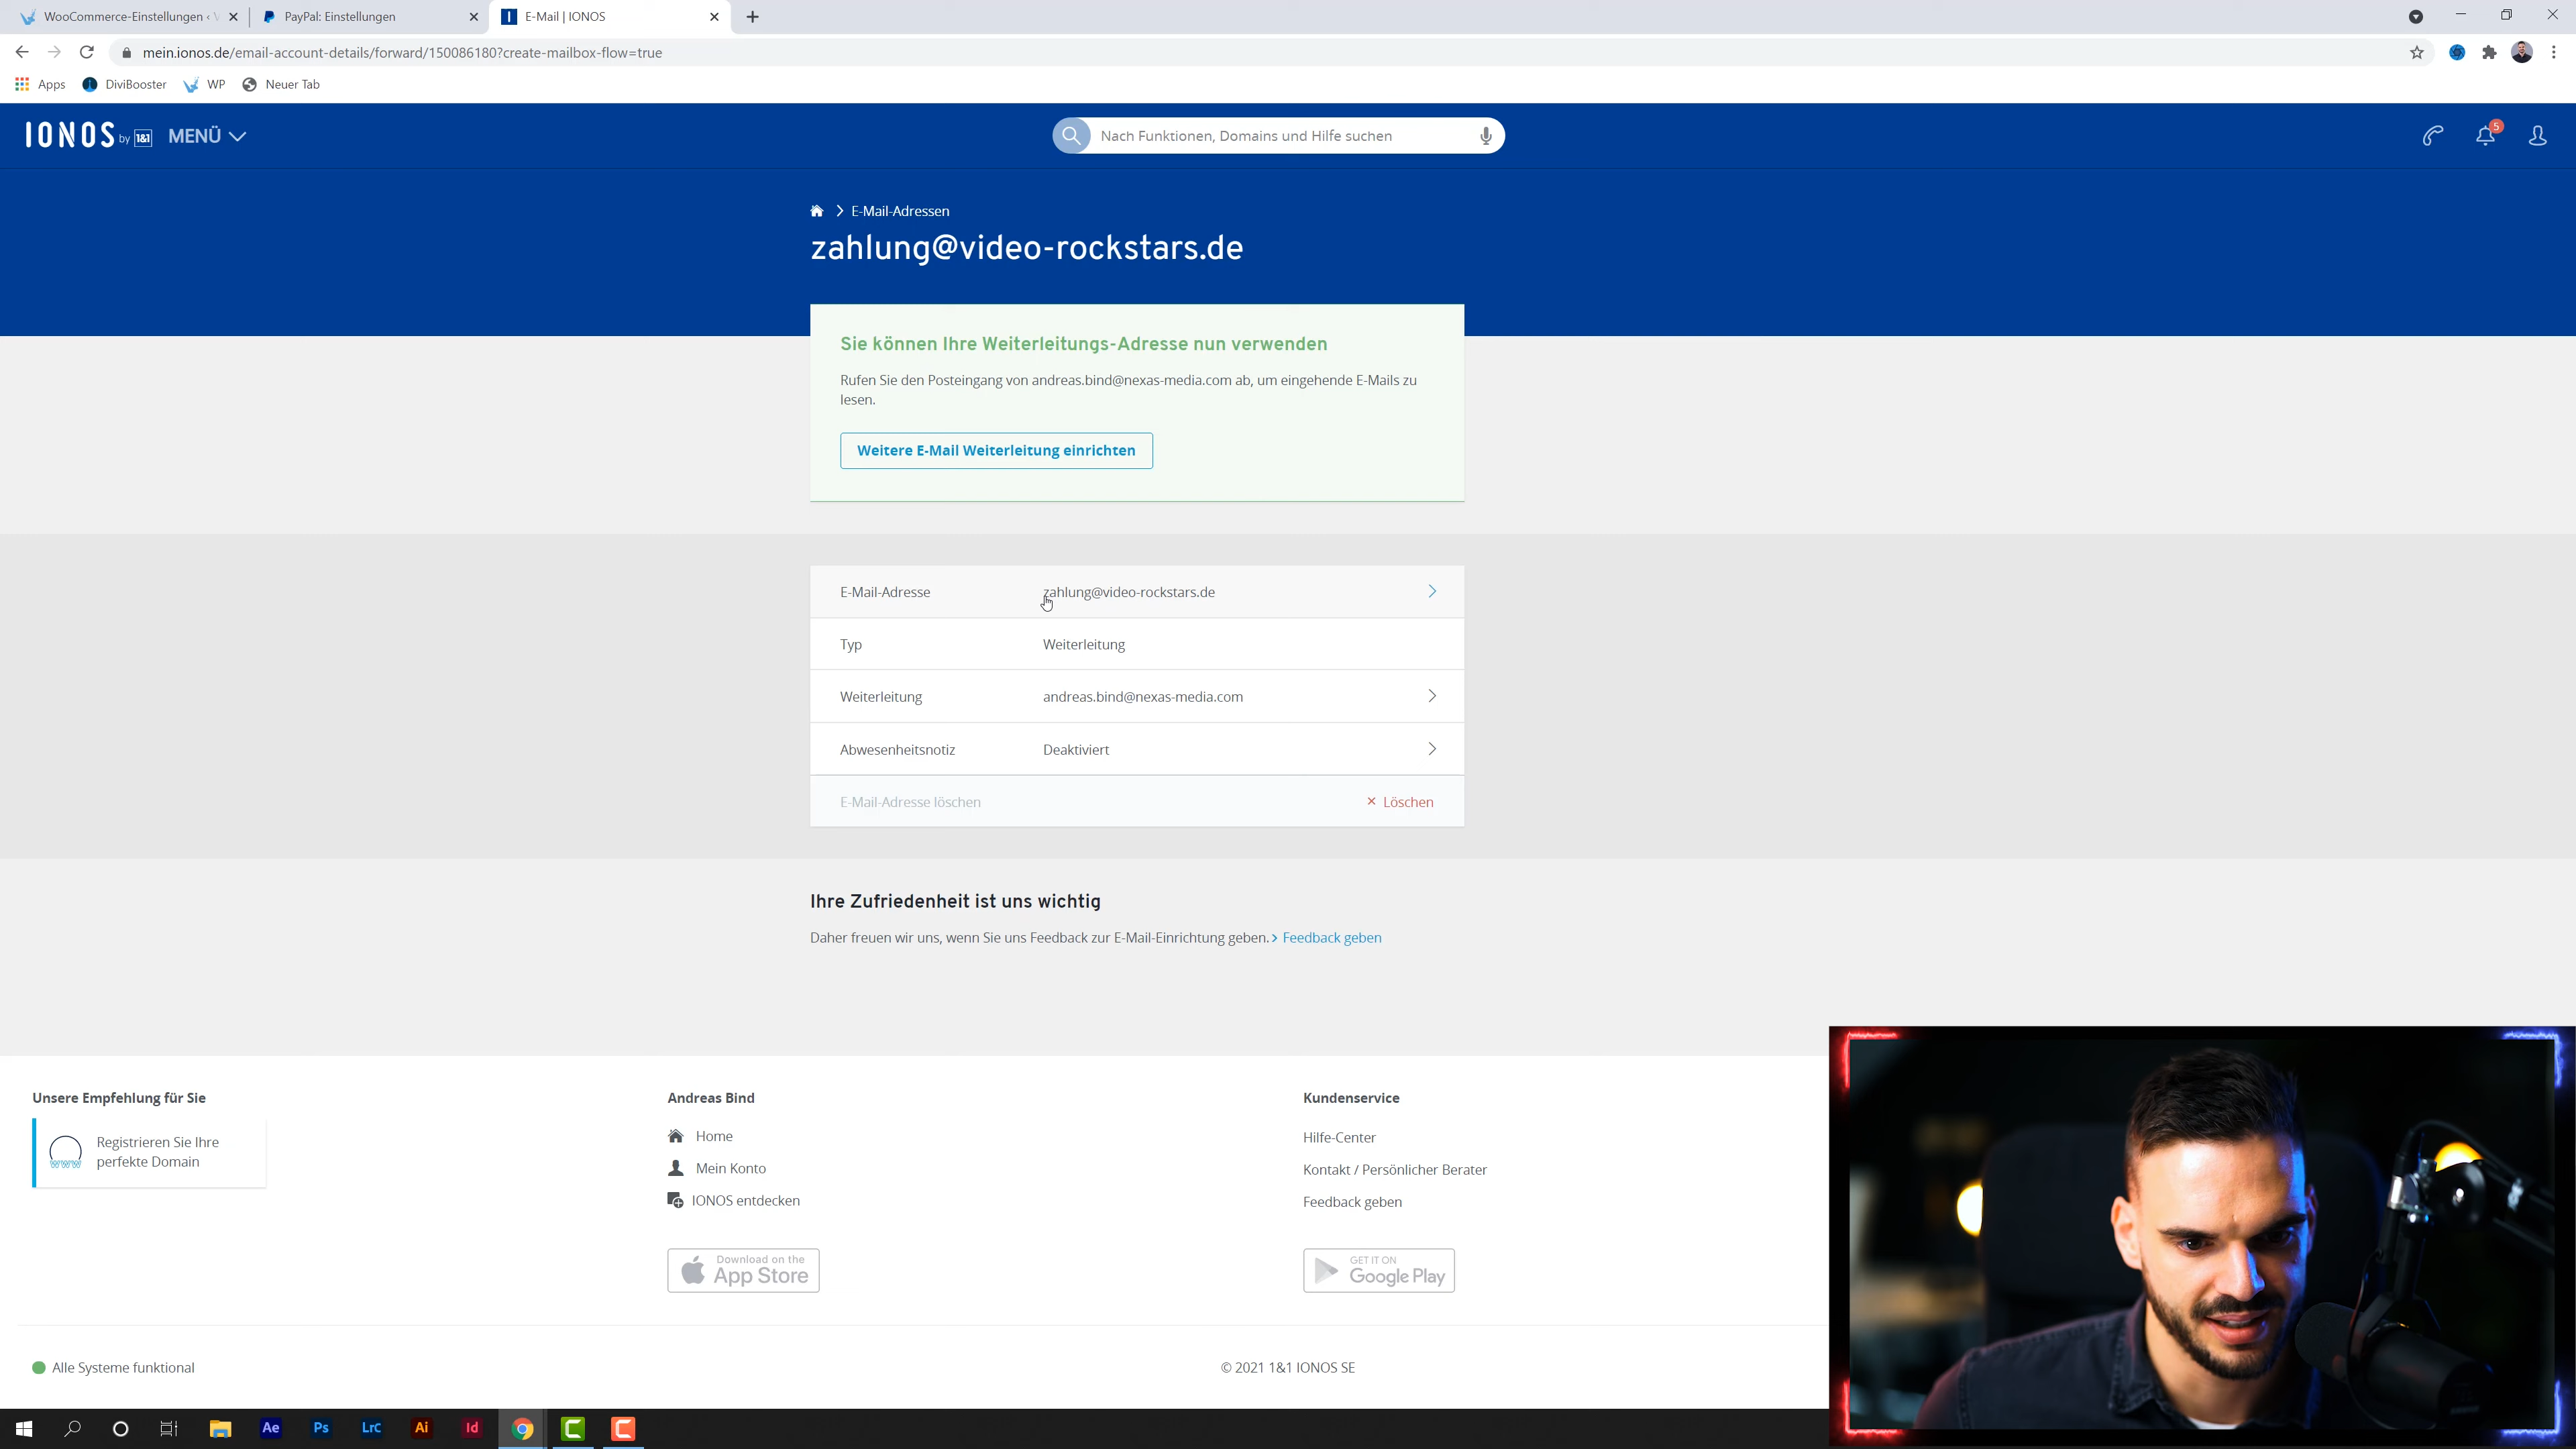 WooCommerce-Einstellungen ‹
PayPal: Einstellungen
E-Mail | IONOS
mein.ionos.de/email-account-details/forward/150086180?create-mailbox-flow=true
Apps
DiviBooster
WP
Neuer Tab
IONOS by 1&1
MENÜ
Nach Funktionen, Domains und Hilfe suchen
5
E-Mail-Adressen
zahlung@video-rockstars.de
Sie können Ihre Weiterleitungs-Adresse nun verwenden
Rufen Sie den Posteingang von andreas.bind@nexas-media.com ab, um eingehende E-Mails zu
lesen.
Weitere E-Mail Weiterleitung einrichten
E-Mail-Adresse zahlung@video-rockstars.de
Typ Weiterleitung
Weiterleitung andreas.bind@nexas-media.com
Abwesenheitsnotiz Deaktiviert
E-Mail-Adresse löschen × Löschen
Ihre Zufriedenheit ist uns wichtig
Daher freuen wir uns, wenn Sie uns Feedback zur E-Mail-Einrichtung geben. › Feedback geben
Unsere Empfehlung für Sie
www
Registrieren Sie Ihre
perfekte Domain
Andreas Bind
Home
Mein Konto
IONOS entdecken
Download on the
App Store
Kundenservice
Hilfe-Center
Kontakt / Persönlicher Berater
Feedback geben
GET IT ON
Google Play
Alle Systeme funktional
© 2021 1&1 IONOS SE
Ae
Ps
LrC
Ai
Id